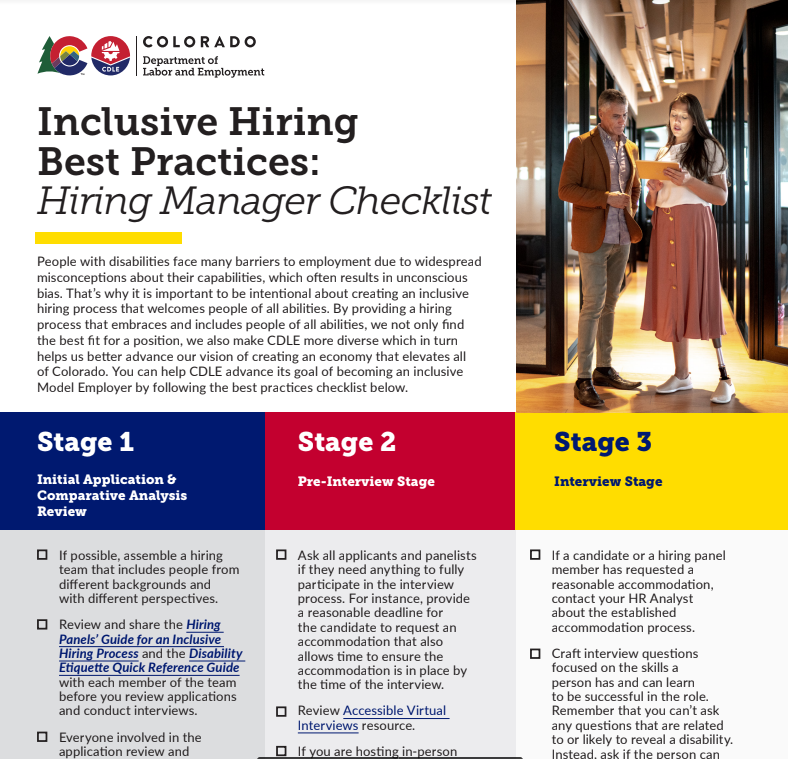 COLORADO
Department of
Labor and Employment
CDLE
Inclusive Hiring
Best Practices:
Hiring Manager Checklist
People with disabilities face many barriers to employment due to widespread
misconceptions about their capabilities, which often results in unconscious
bias. That's why it is important to be intentional about creating an inclusive
hiring process that welcomes people of all abilities. By providing a hiring
process that embraces and includes people of all abilities, we not only find
the best fit for a position, we also make CDLE more diverse which in turn
helps us better advance our vision of creating an economy that elevates all
of Colorado. You can help CDLE advance its goal of becoming an inclusive
Model Employer by following the best practices checklist below.
Stage 1
Initial Application &
Comparative Analysis
Review
If possible, assemble a hiring
team that includes people from
different backgrounds and
with different perspectives.
Review and share the Hiring
Panels' Guide for an Inclusive
Hiring Process and the Disability
Etiquette Quick Reference Guide
with each member of the team
before you review applications
and conduct interviews.
Everyone involved in the
application review and
Stage 2
Pre-Interview Stage
Ask all applicants and panelists
if they need anything to fully
participate in the interview
process. For instance, provide
a reasonable deadline for
the candidate to request an
accommodation that also
allows time to ensure the
accommodation is in place by
the time of the interview.
Review Accessible Virtual
Interviews resource.
If you are hosting in-person
Stage 3
Interview Stage
If a candidate or a hiring panel
member has requested a
reasonable accommodation,
contact your HR Analyst
about the established
accommodation process.
Craft interview questions
focused on the skills a
person has and can learn
to be successful in the role.
Remember that you can't ask
any questions that are related
to or likely to reveal a disability.
Instead, ask if the person can